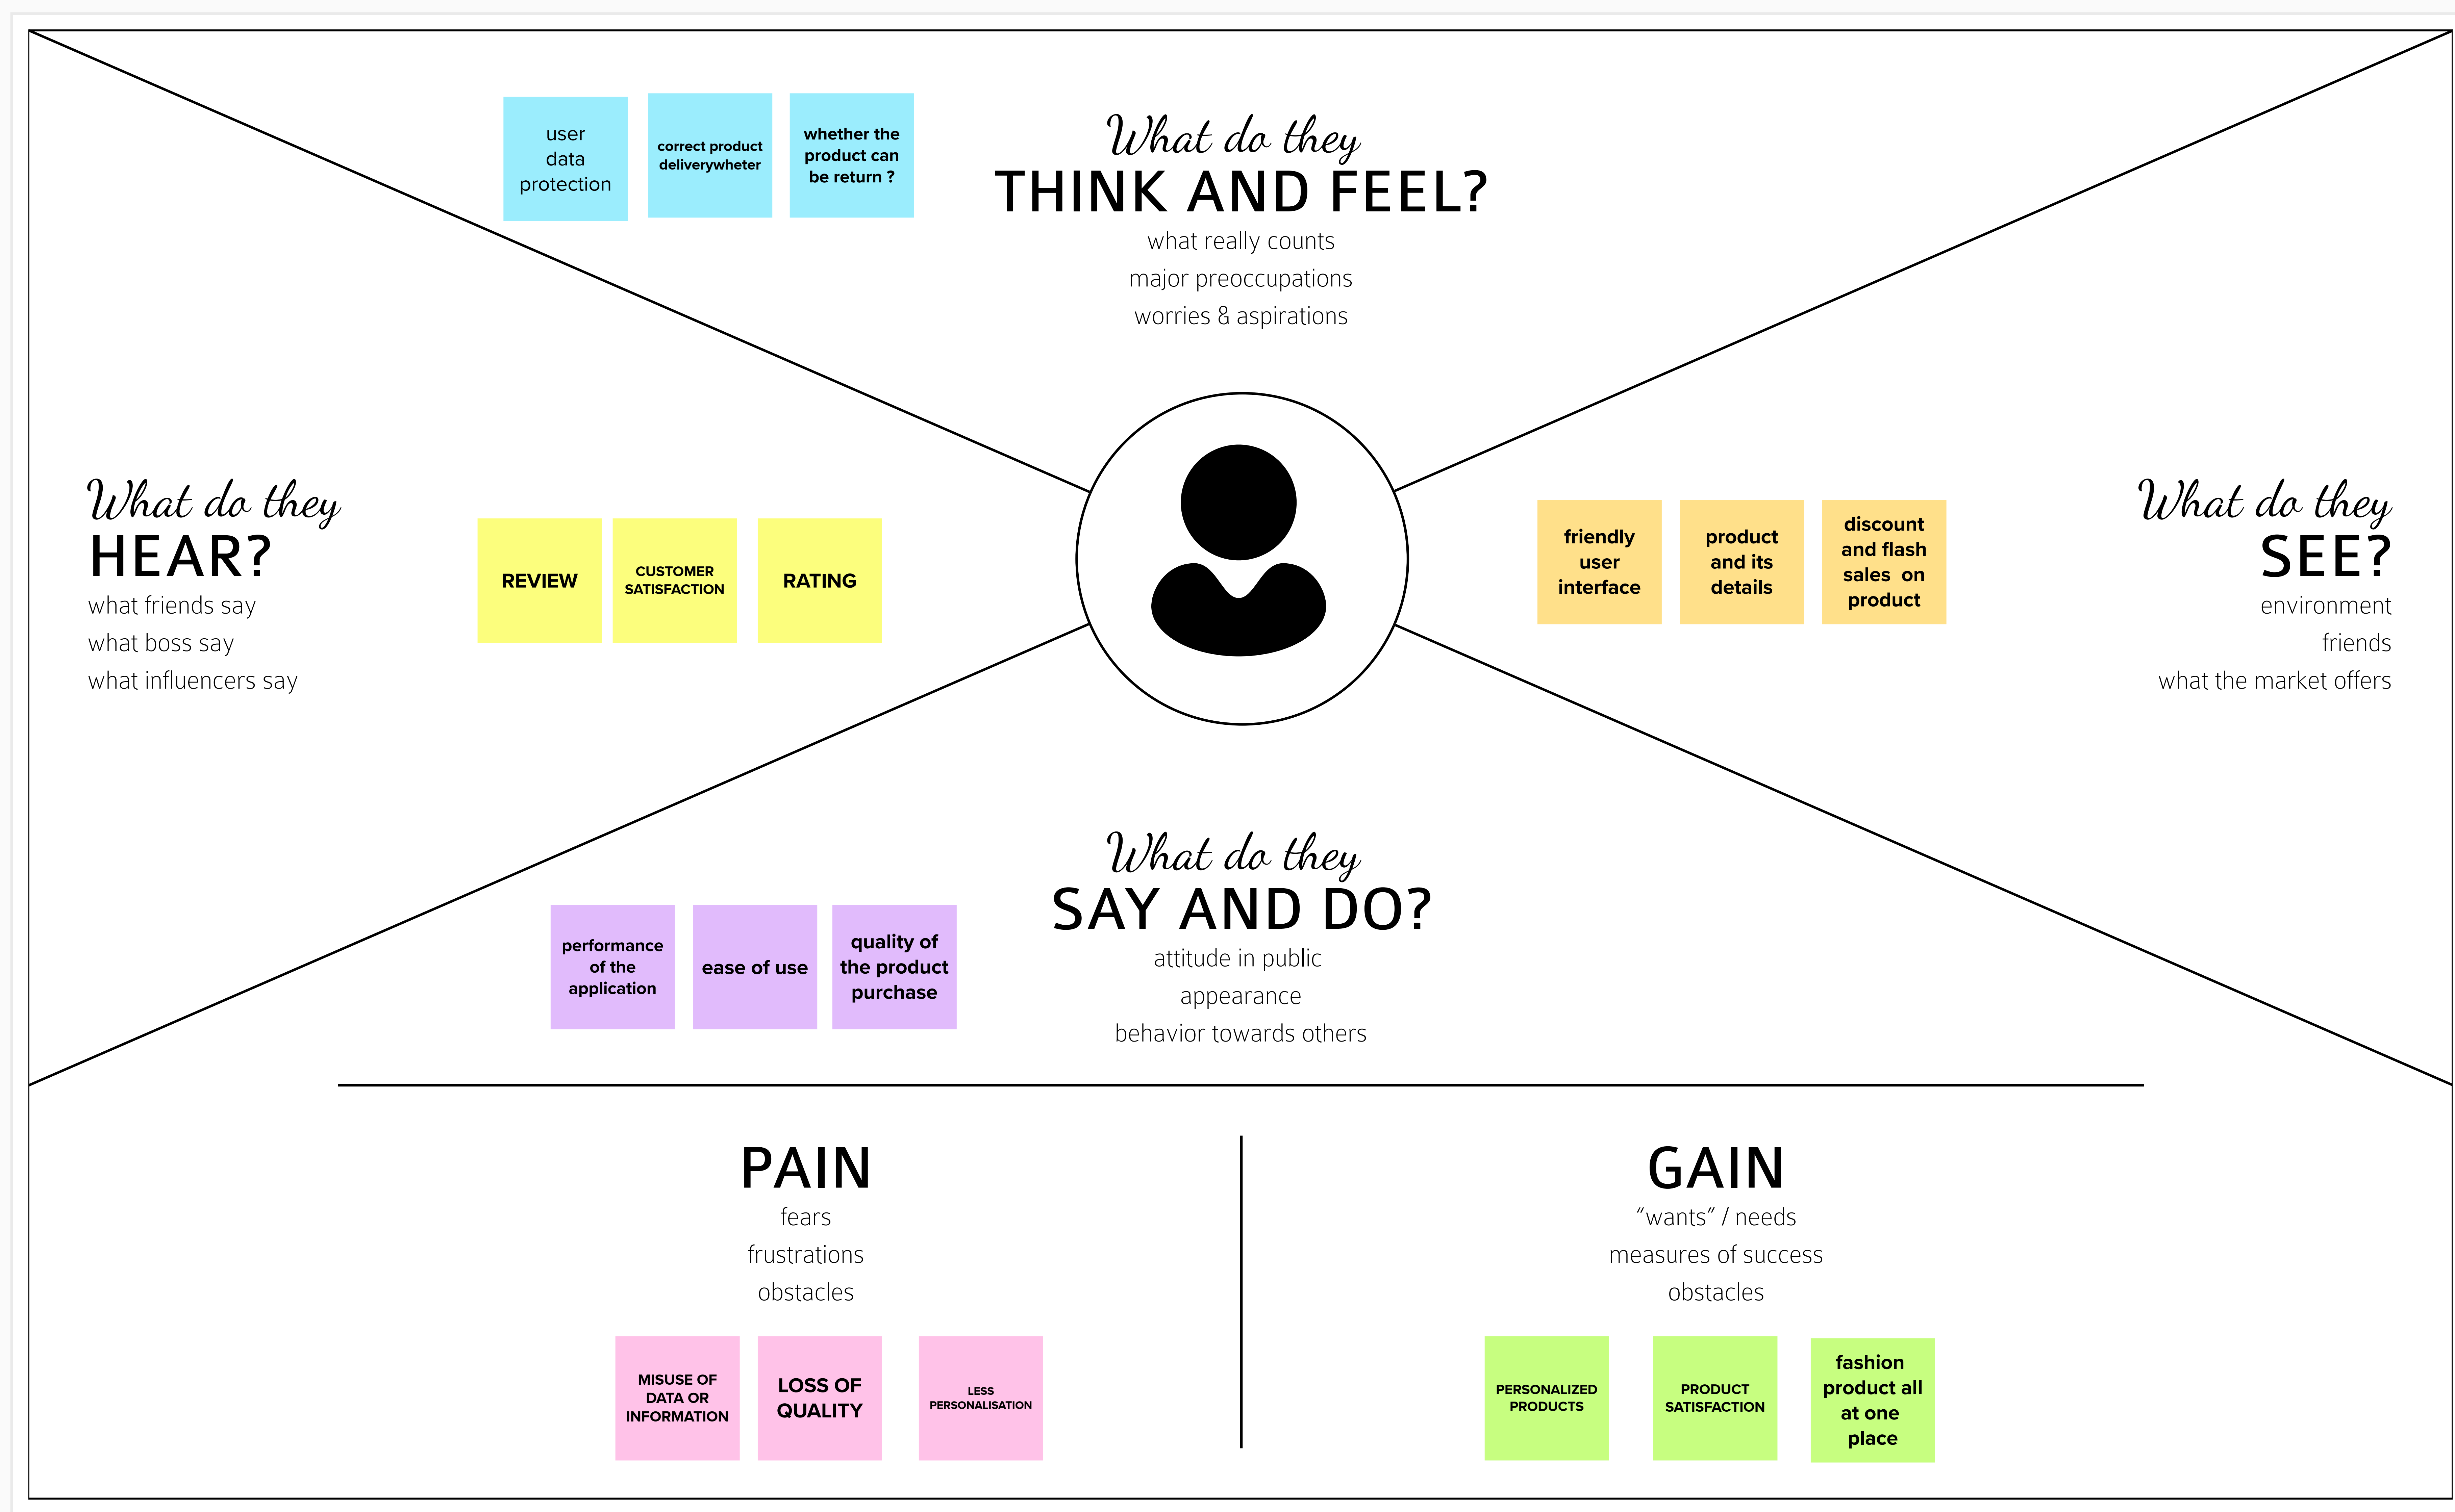 user
data
protection
correct product
deliverywheter
whether the
product can
be return ?
What do they
THINK AND FEEL?
what really counts
major preoccupations
worries & aspirations
What do they
HEAR?
what friends say
what boss say
what influencers say
REVIEW
CUSTOMER
SATISFACTION
RATING
friendly
user
interface
product
and its
details
discount
and flash
sales on
product
What do they
SEE?
environment
friends
what the market offers
What do they
SAY AND DO?
attitude in public
appearance
behavior towards others
performance
of the
application
ease of use
quality of
the product
purchase
PAIN
fears
frustrations
obstacles
MISUSE OF
DATA OR
INFORMATION
LOSS OF
QUALITY
LESS
PERSONALISATION
GAIN
“wants” / needs
measures of success
obstacles
PERSONALIZED
PRODUCTS
PRODUCT
SATISFACTION
fashion
product all
at one
place